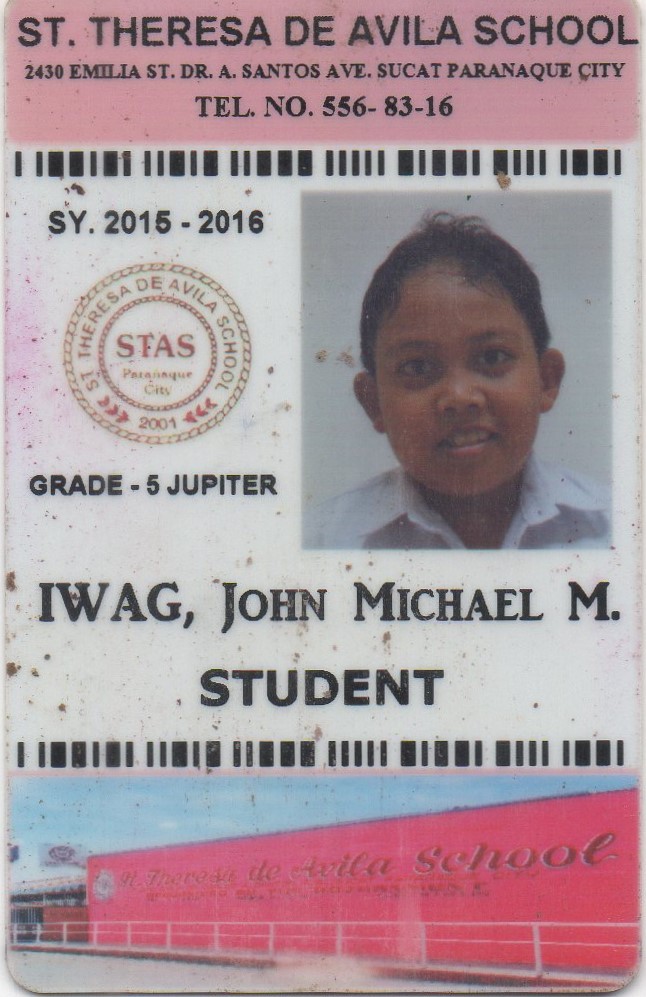 ST. THERESA DE AVILA SCHOOL
2430 EMILIA ST. DR. A. SANTOS AVE. SUCAT PARANAQUE CITY
TEL. NO. 556- 83-16
SY. 2015 - 2016
ST THERESA DE AVILA SCHOOL
STAS
Parañaque
City
2001
GRADE - 5 JUPITER
IWAG, JOHN MICHAEL M.
STUDENT
St. Theresa de Avila School